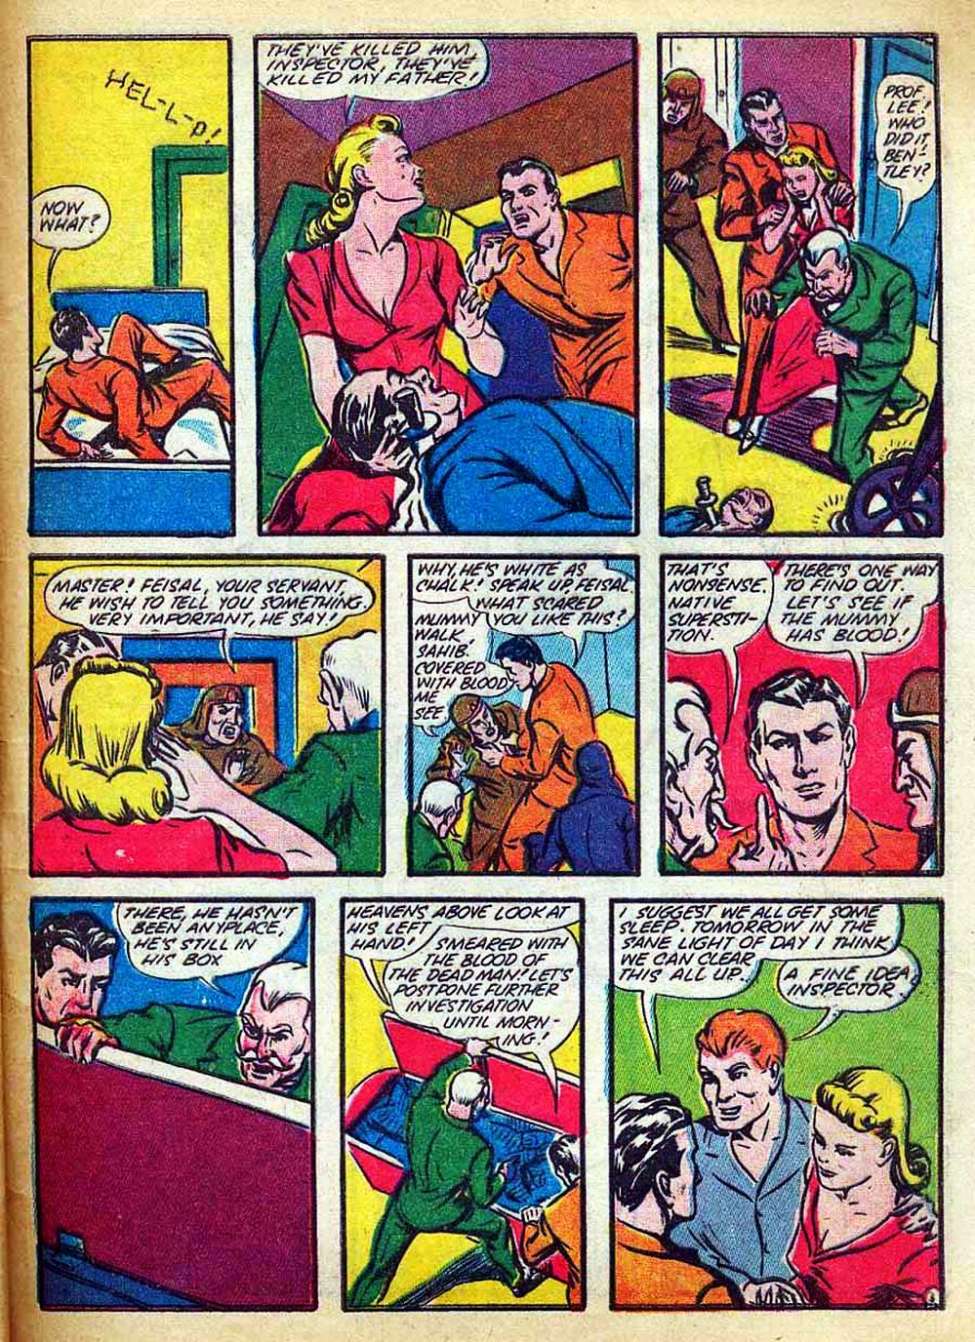 HEL-L-P!
NOW
WHAT?
THEY'VE KILLED HIM,
INSPECTOR, THEY'VE
KILLED MY FATHER!
PROF.
LEE!
WHO
DID IT,
BEN-
TLEY?
MASTER! FEISAL, YOUR SERVANT,
HE WISH TO TELL YOU SOMETHING.
VERY IMPORTANT, HE SAY!
WHY, HE'S WHITE AS
CHALK! SPEAK UP, FEISAL.
WHAT SCARED
YOU LIKE THIS?
MUMMY
WALK,
SAHIB.
COVERED
WITH BLOOD.
ME
SEE.
THAT'S
NONSENSE.
NATIVE
SUPERSTI-
TION.
THERE'S ONE WAY
TO FIND OUT.
LET'S SEE IF
THE MUMMY
HAS BLOOD!
THERE, HE HASN'T
BEEN ANYPLACE,
HE'S STILL IN
HIS BOX
HEAVENS ABOVE LOOK AT
HIS LEFT
HAND!
SMEARED WITH
THE BLOOD OF
THE DEAD MAN! LET'S
POSTPONE FURTHER
INVESTIGATION
UNTIL MORN-
ING!
I SUGGEST WE ALL GET SOME
SLEEP. TOMORROW IN THE
SANE LIGHT OF DAY I THINK
WE CAN CLEAR
THIS ALL UP.
A FINE IDEA,
INSPECTOR